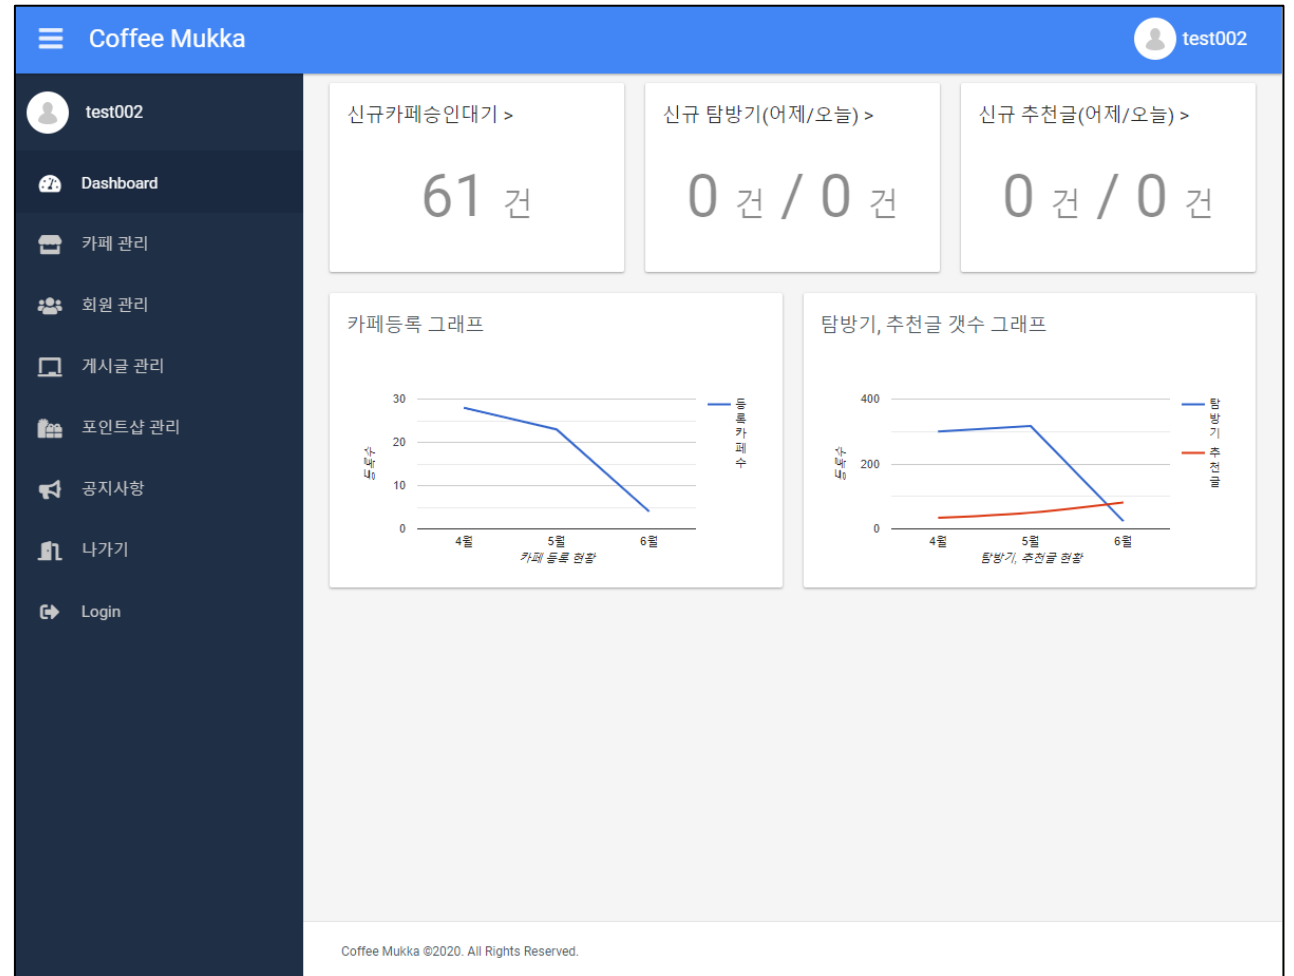 Coffee Mukka
test002
test002
Dashboard
카페 관리
회원 관리
게시글 관리
포인트샵 관리
공지사항
나가기
Login
신규카페승인대기 >
61 건
신규 탐방기(어제/오늘) >
0 건 / 0 건
신규 추천글(어제/오늘) >
0 건 / 0 건
카페등록 그래프
30
20
10
0
등록수
4월
5월
6월
카페 등록 현황
등록카페수
탐방기, 추천글 갯수 그래프
400
200
0
등록수
4월
5월
6월
탐방기, 추천글 현황
탐방기
추천글
Coffee Mukka ©2020. All Rights Reserved.